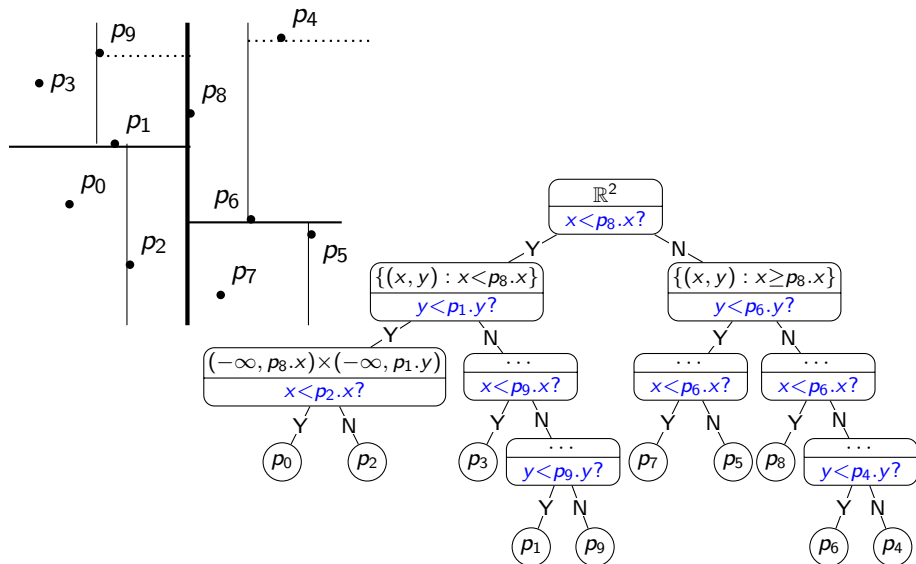 p₄
p₉
p₃
p₈
p₁
p₀
p₆
p₂
p₅
p₇
ℝ²
x<p₈.x?
Y N
{(x, y) : x<p₈.x} {(x, y) : x≥p₈.x}
y<p₁.y? y<p₆.y?
Y N Y N
(−∞, p₈.x)×(−∞, p₁.y) ... ... ...
x<p₂.x? x<p₉.x? x<p₆.x? x<p₆.x?
Y N Y N Y N Y N
p₀ p₂ p₃ ... p₇ p₅ p₈ ...
y<p₉.y? y<p₄.y?
Y N Y N
p₁ p₉ p₆ p₄